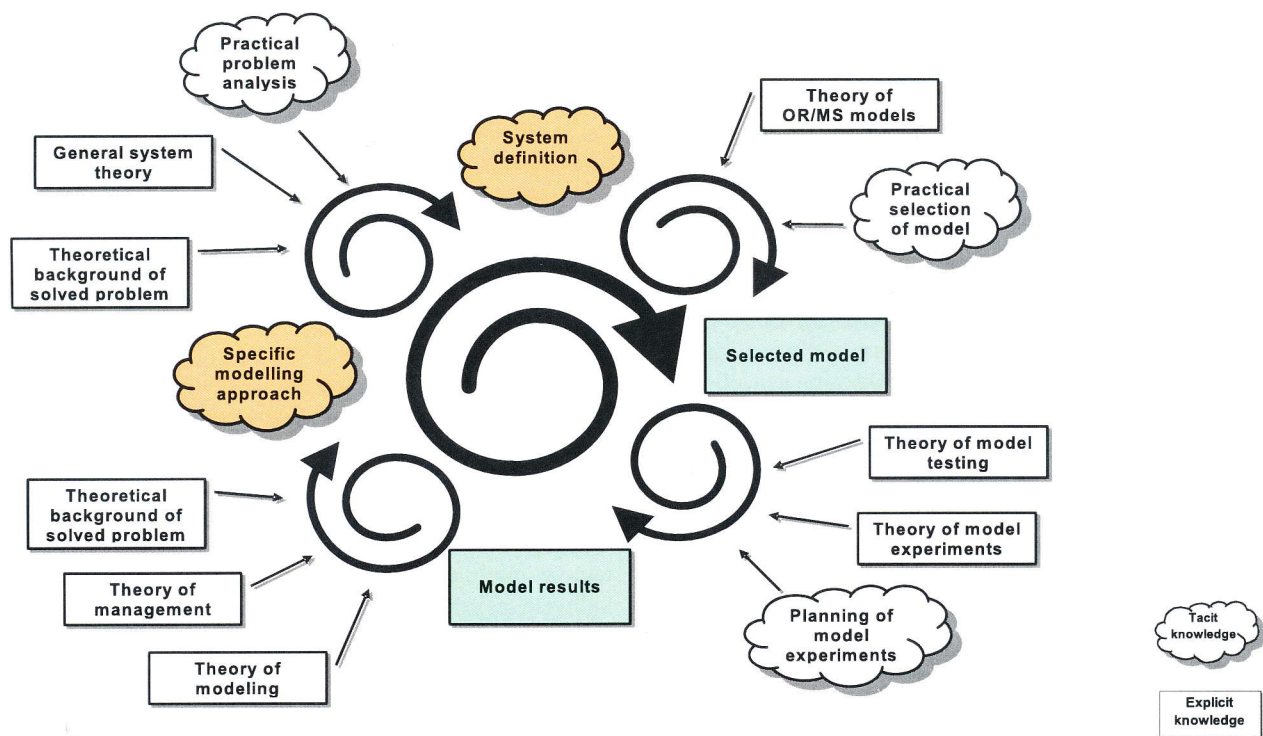 Practical
problem
analysis
General system
theory
Theoretical
background of
solved problem
System
definition
Theory of
OR/MS models
Practical
selection
of model
Specific
modelling
approach
Selected model
Theoretical
background of
solved problem
Theory of
management
Theory of
modeling
Model results
Theory of model
testing
Theory of model
experiments
Planning of
model
experiments
Tacit
knowledge
Explicit
knowledge